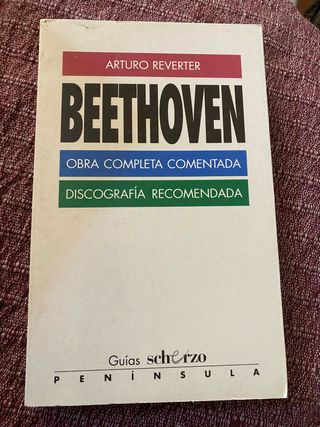 ARTURO REVERTER
BEETHOVEN
OBRA COMPLETA COMENTADA
DISCOGRAFÍA RECOMENDADA
Guías scherzo
PENÍNSULA